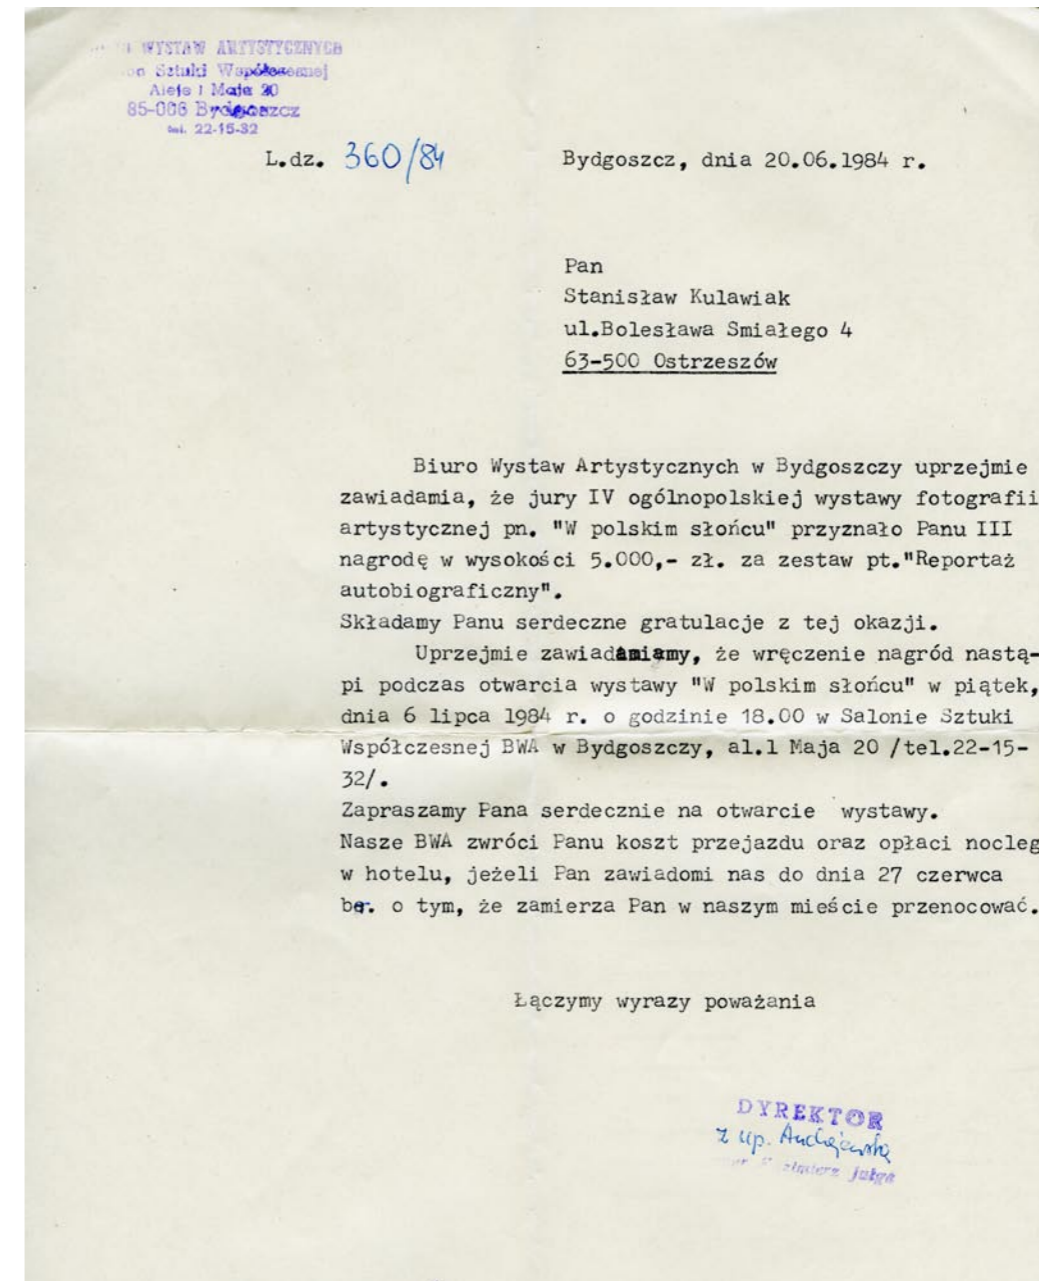 WYSTAW ARTYSTYCZNYCH
Sztuki Współczesnej
Aleje 1 Maja 20
85-006 Bydgoszcz
tel. 22-15-32
L.dz. 360/84
Bydgoszcz, dnia 20.06.1984 r.
Pan
Stanisław Kulawiak
ul.Bolesława Smiałego 4
63-500 Ostrzeszów
Biuro Wystaw Artystycznych w Bydgoszczy uprzejmie
zawiadamia, że jury IV ogólnopolskiej wystawy fotografii
artystycznej pn. "W polskim słońcu" przyznało Panu III
nagrodę w wysokości 5.000,- zł. za zestaw pt."Reportaż
autobiograficzny".
Składamy Panu serdeczne gratulacje z tej okazji.
Uprzejmie zawiadamiamy, że wręczenie nagród nastą-
pi podczas otwarcia wystawy "W polskim słońcu" w piątek,
dnia 6 lipca 1984 r. o godzinie 18.00 w Salonie Sztuki
Współczesnej BWA w Bydgoszczy, al.1 Maja 20 /tel.22-15-
32/.
Zapraszamy Pana serdecznie na otwarcie wystawy.
Nasze BWA zwróci Panu koszt przejazdu oraz opłaci nocleg
w hotelu, jeżeli Pan zawiadomi nas do dnia 27 czerwca
br. o tym, że zamierza Pan w naszym mieście przenocować.
Łączymy wyrazy poważania
DYREKTOR
z up.